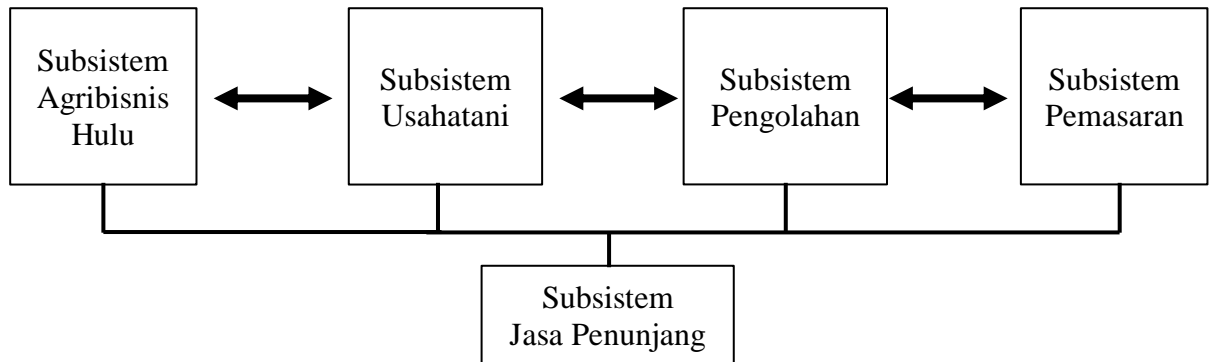 Subsistem
Agribisnis
Hulu
Subsistem
Usahatani
Subsistem
Pengolahan
Subsistem
Pemasaran
Subsistem
Jasa Penunjang